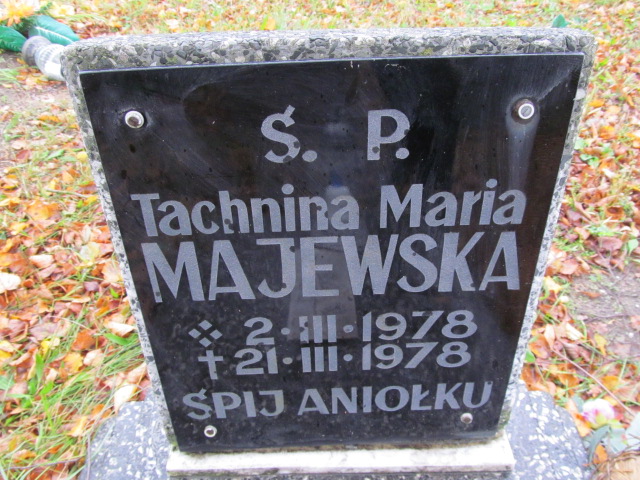 Ś. P.
Tachnina Maria
MAJEWSKA
2·III·1978
† 21·III·1978
ŚPIJ ANIOŁKU